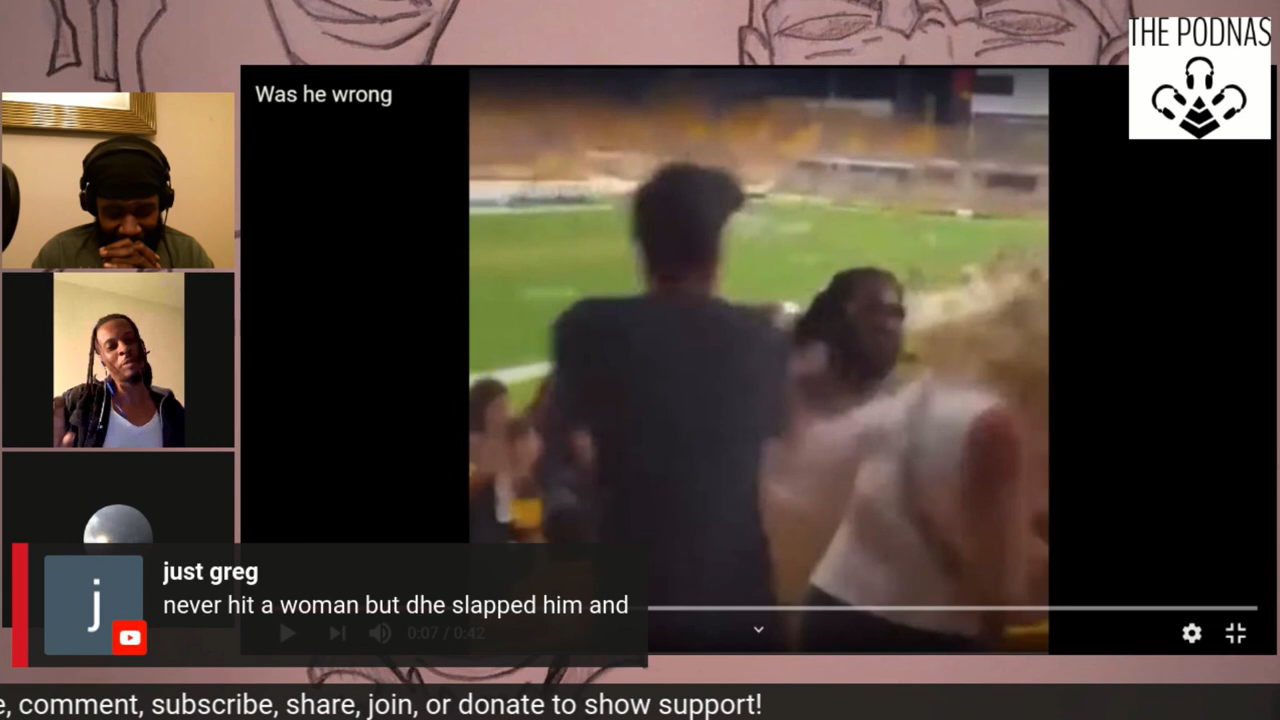 THE PODNAS
Was he wrong
j
just greg
never hit a woman but dhe slapped him and
0:07 / 0:42
e, comment, subscribe, share, join, or donate to show support!